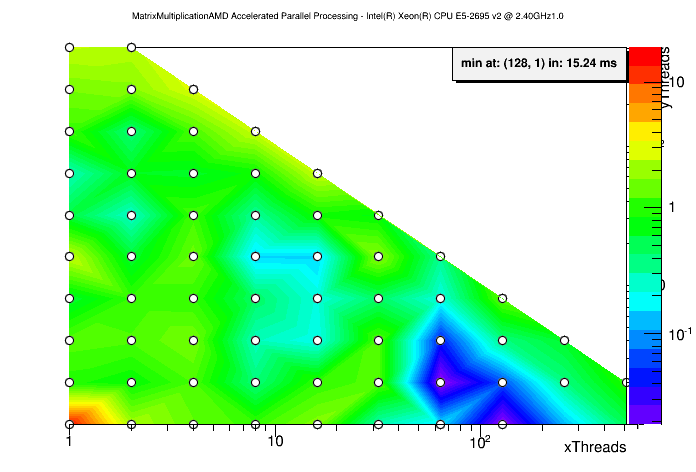 MatrixMultiplicationAMD Accelerated Parallel Processing - Intel(R) Xeon(R) CPU E5-2695 v2 @ 2.40GHz1.0
min at: (128, 1) in: 15.24 ms
yThreads
10
1
10-1
1
10
10²
xThreads